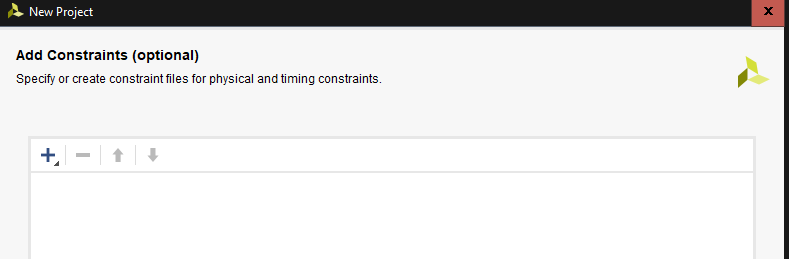 New Project
Add Constraints (optional)
Specify or create constraint files for physical and timing constraints.